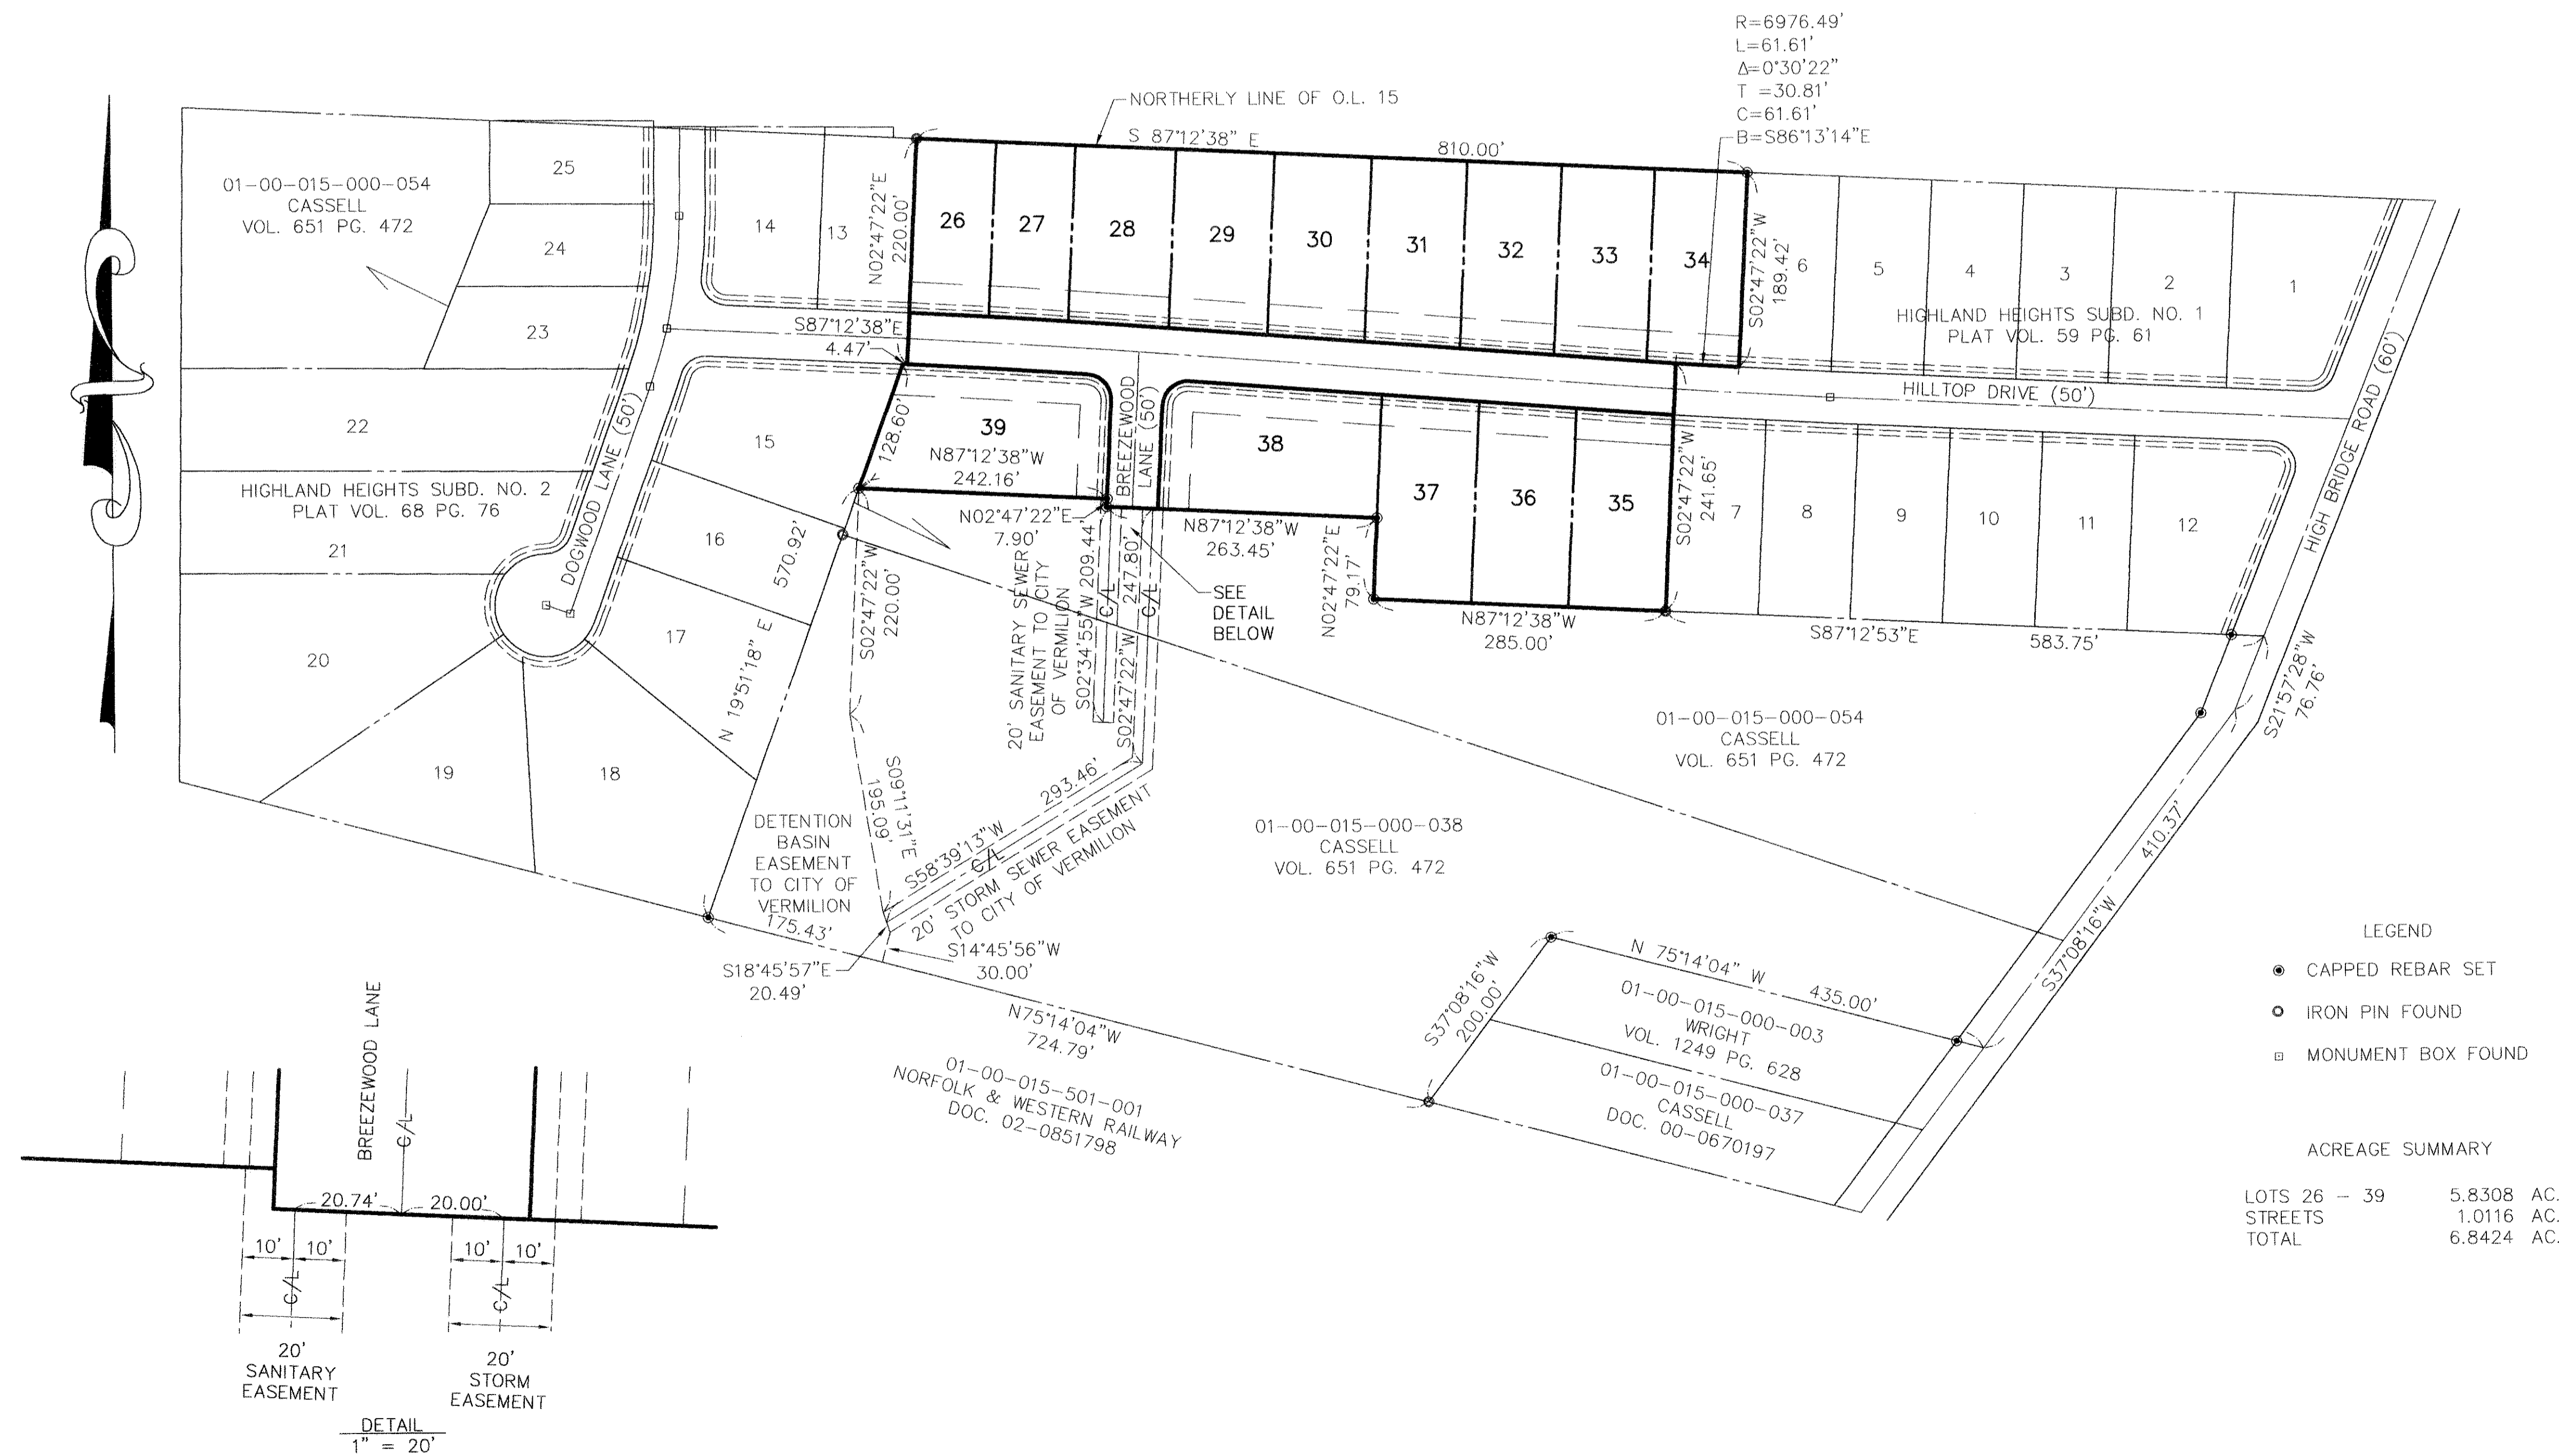 R=6976.49'
L=61.61'
Δ=0°30'22"
T =30.81'
C=61.61'
B=S86°13'14"E
NORTHERLY LINE OF O.L. 15
S 87°12'38" E
810.00'
01-00-015-000-054
CASSELL
VOL. 651 PG. 472
25
24
23
22
HIGHLAND HEIGHTS SUBD. NO. 2
PLAT VOL. 68 PG. 76
21
20
19
18
17
16
15
14
13
DOGWOOD LANE (50')
N02°47'22"E
220.00'
26
27
28
29
30
31
32
33
34
S02°47'22"W
189.42'
6
5
4
3
2
1
HIGHLAND HEIGHTS SUBD. NO. 1
PLAT VOL. 59 PG. 61
S87°12'38"E
4.47'
128.60'
39
N87°12'38"W
242.16'
BREEZEWOOD
LANE (50')
38
37
36
35
S02°47'22"W
241.65'
HILLTOP DRIVE (50')
HIGH BRIDGE ROAD (60')
7
8
9
10
11
12
N02°47'22"E
7.90'
N87°12'38"W
263.45'
SEE
DETAIL
BELOW
N02°47'22"E
79.17'
N87°12'38"W
285.00'
S87°12'53"E
583.75'
S21°57'28"W
76.76'
N 19°51'18" E
570.92'
S02°47'22"W
220.00'
20' SANITARY SEWER
EASEMENT TO CITY
OF VERMILION
S02°34'55"W 209.44'
C/L
S02°47'22"W
247.80'
C/L
S09°11'31"E
195.09'
293.46'
S58°39'13"W
C/L
20' STORM SEWER EASEMENT
TO CITY OF VERMILION
DETENTION
BASIN
EASEMENT
TO CITY OF
VERMILION
175.43'
S18°45'57"E
20.49'
S14°45'56"W
30.00'
N75°14'04"W
724.79'
01-00-015-501-001
NORFOLK & WESTERN RAILWAY
DOC. 02-0851798
01-00-015-000-038
CASSELL
VOL. 651 PG. 472
01-00-015-000-054
CASSELL
VOL. 651 PG. 472
410.37'
S37°08'16"W
S37°08'16"W
200.00'
N 75°14'04" W
435.00'
01-00-015-000-003
WRIGHT
VOL. 1249 PG. 628
01-00-015-000-037
CASSELL
DOC. 00-0670197
LEGEND
CAPPED REBAR SET
IRON PIN FOUND
MONUMENT BOX FOUND
ACREAGE SUMMARY
LOTS 26 - 39 5.8308 AC.
STREETS 1.0116 AC.
TOTAL 6.8424 AC.
BREEZEWOOD LANE
C/L
20.74'
20.00'
10'
10'
10'
10'
C/L
C/L
20'
SANITARY
EASEMENT
20'
STORM
EASEMENT
DETAIL
1" = 20'